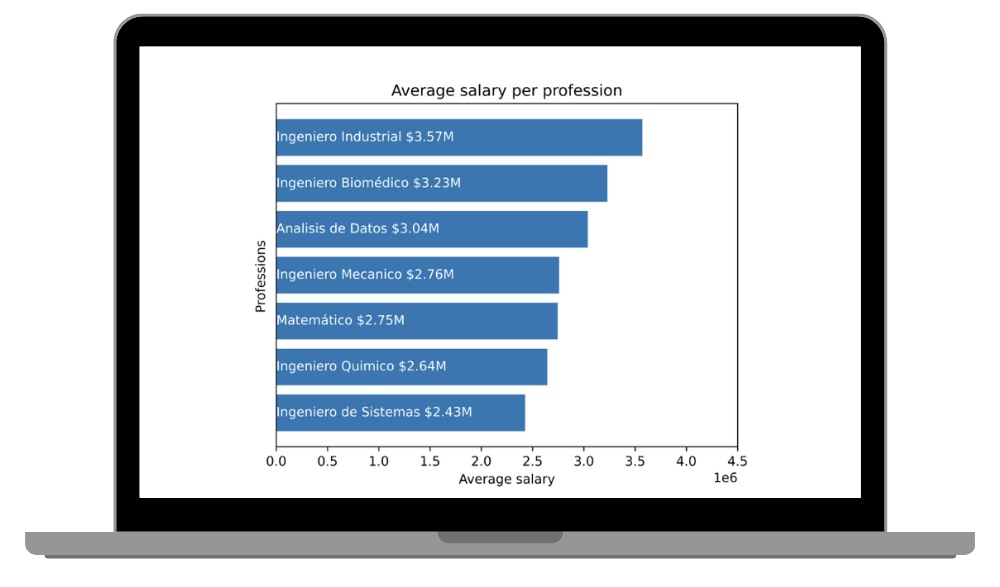 Average salary per profession
Ingeniero Industrial $3.57M
Ingeniero Biomédico $3.23M
Analisis de Datos $3.04M
Ingeniero Mecanico $2.76M
Matemático $2.75M
Ingeniero Quimico $2.64M
Ingeniero de Sistemas $2.43M
Professions
0.0 0.5 1.0 1.5 2.0 2.5 3.0 3.5 4.0 4.5
Average salary
1e6